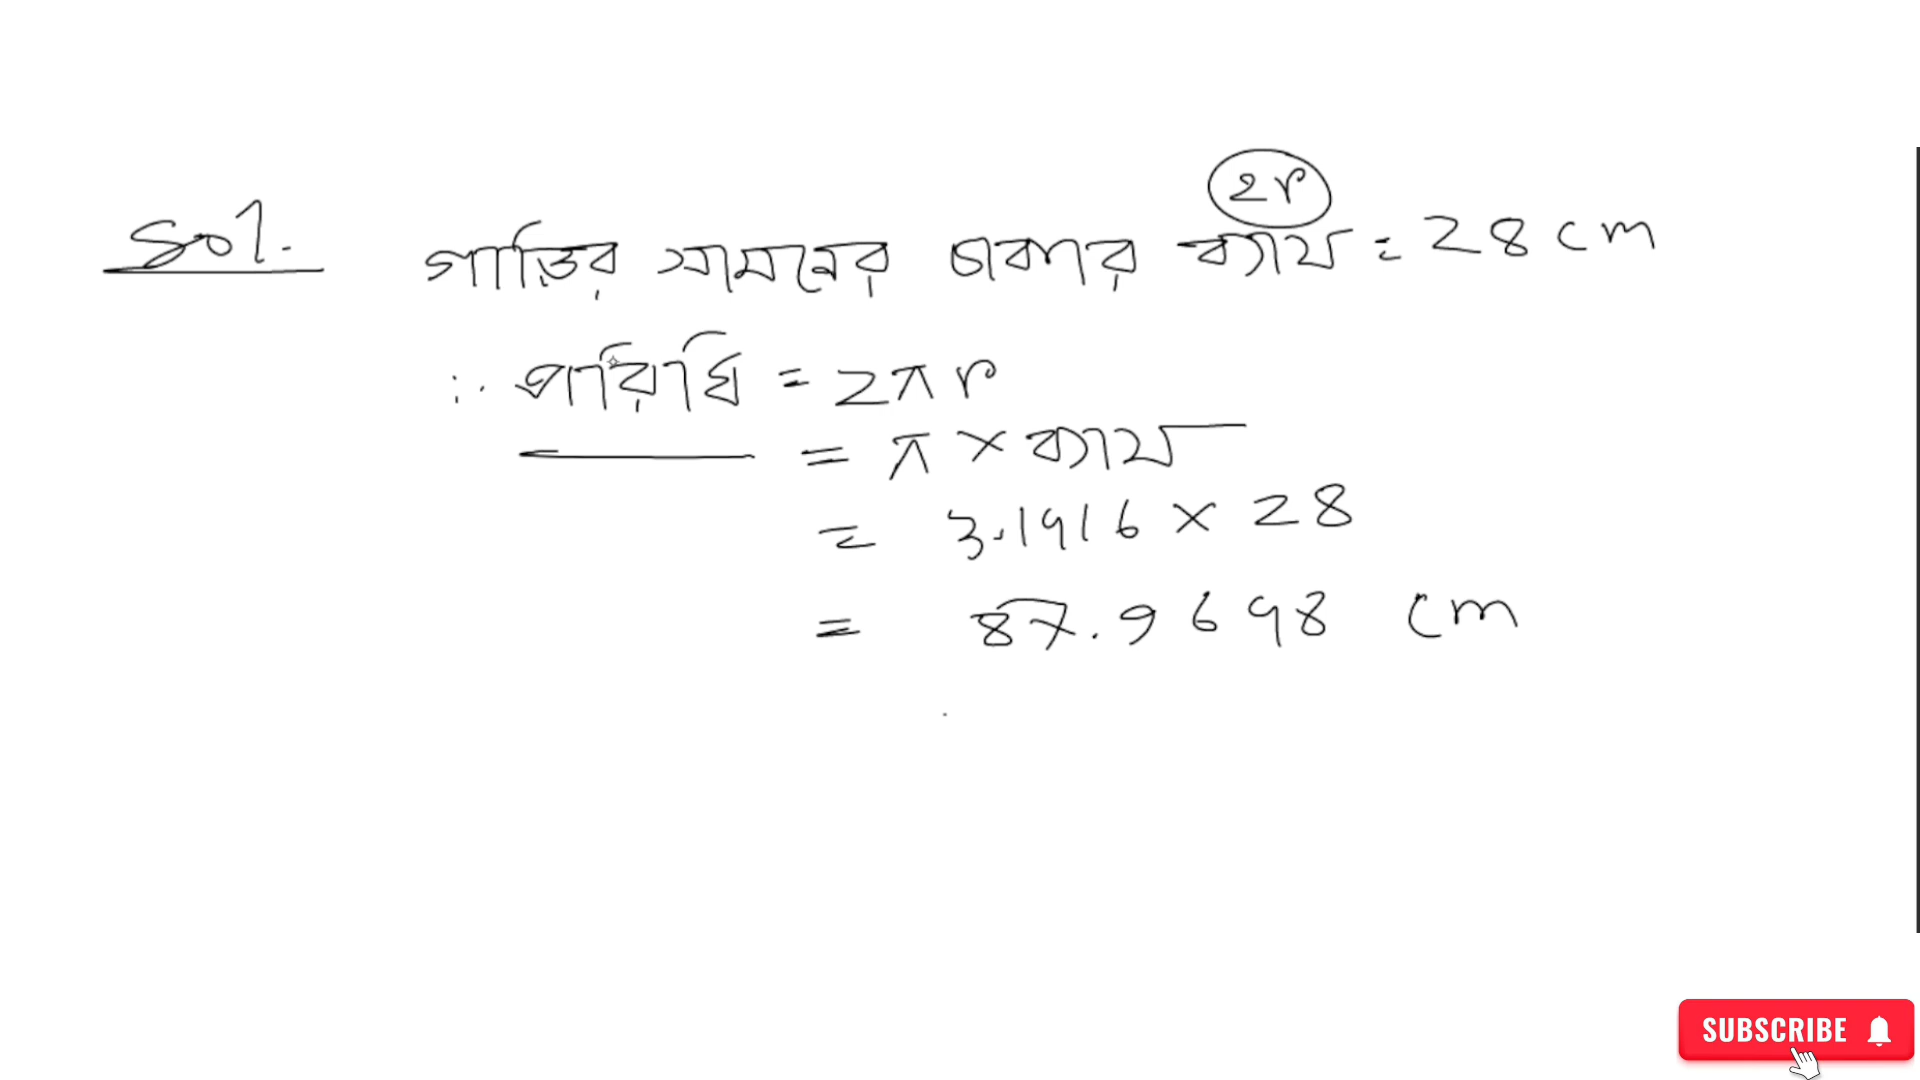 2r
Sol. গাড়ির সামনের চাকার ব্যাস = 28 cm
∴ পরিধি = 2πr
= π × ব্যাস
= 3.1416 × 28
= 87.9648 cm
SUBSCRIBE